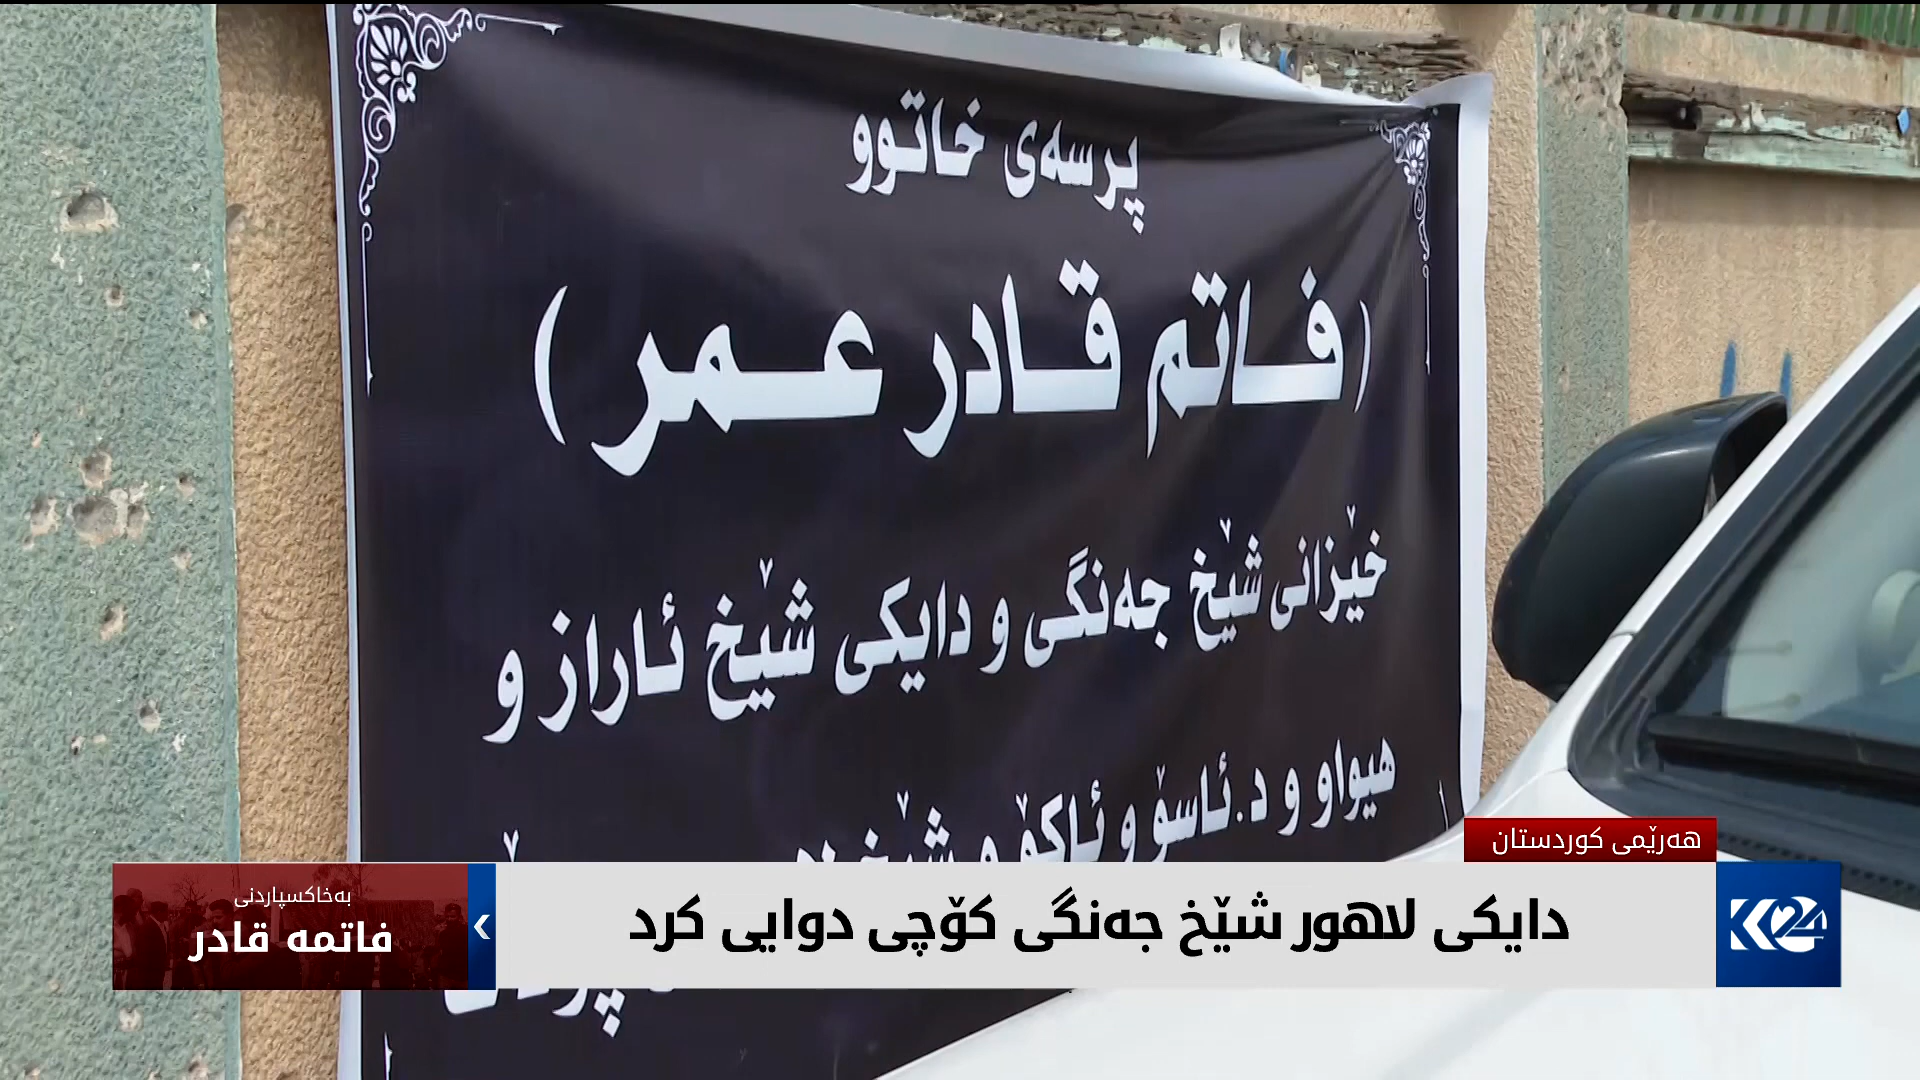 پرسەی خاتوو
(فاتم قادر عمر)
خێزانی شێخ جەنگی و دایکی شێخ ئاراز و
هیواو و د.ئاسۆ و ئاکۆ و شێخ
هەرێمی کوردستان
دایکی لاهور شێخ جەنگی کۆچی دوایی کرد
بەخاکسپاردنی
فاتمە قادر
K24